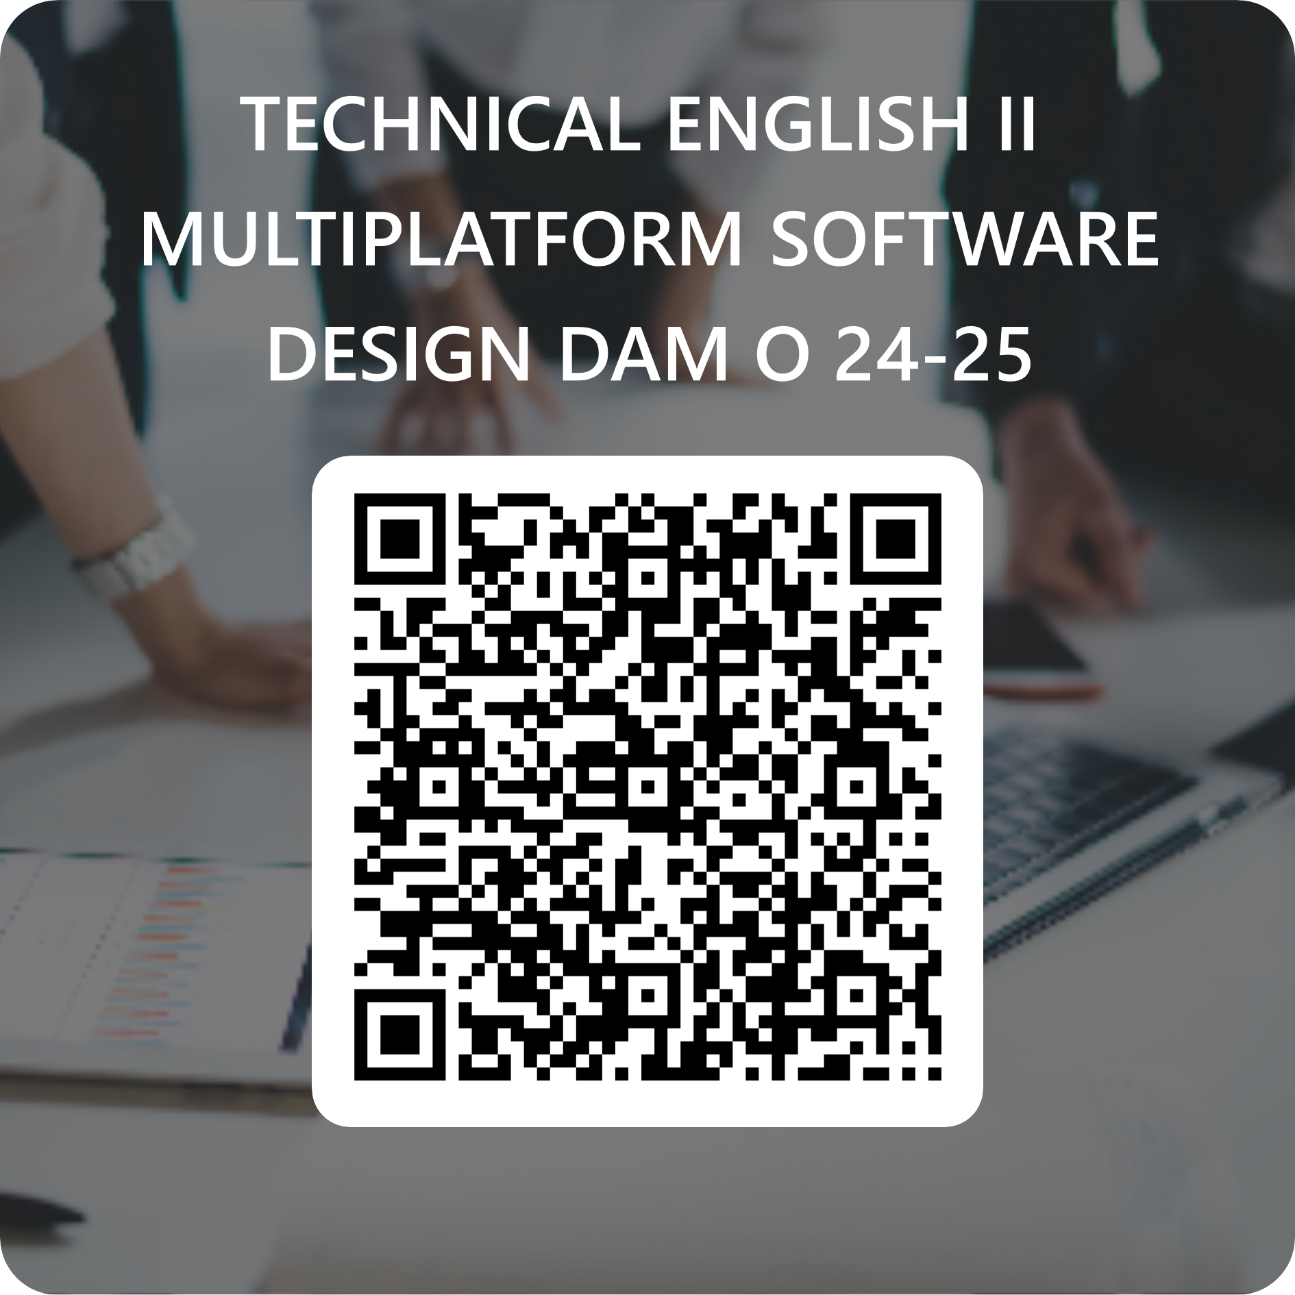 TECHNICAL ENGLISH II
MULTIPLATFORM SOFTWARE
DESIGN DAM O 24-25